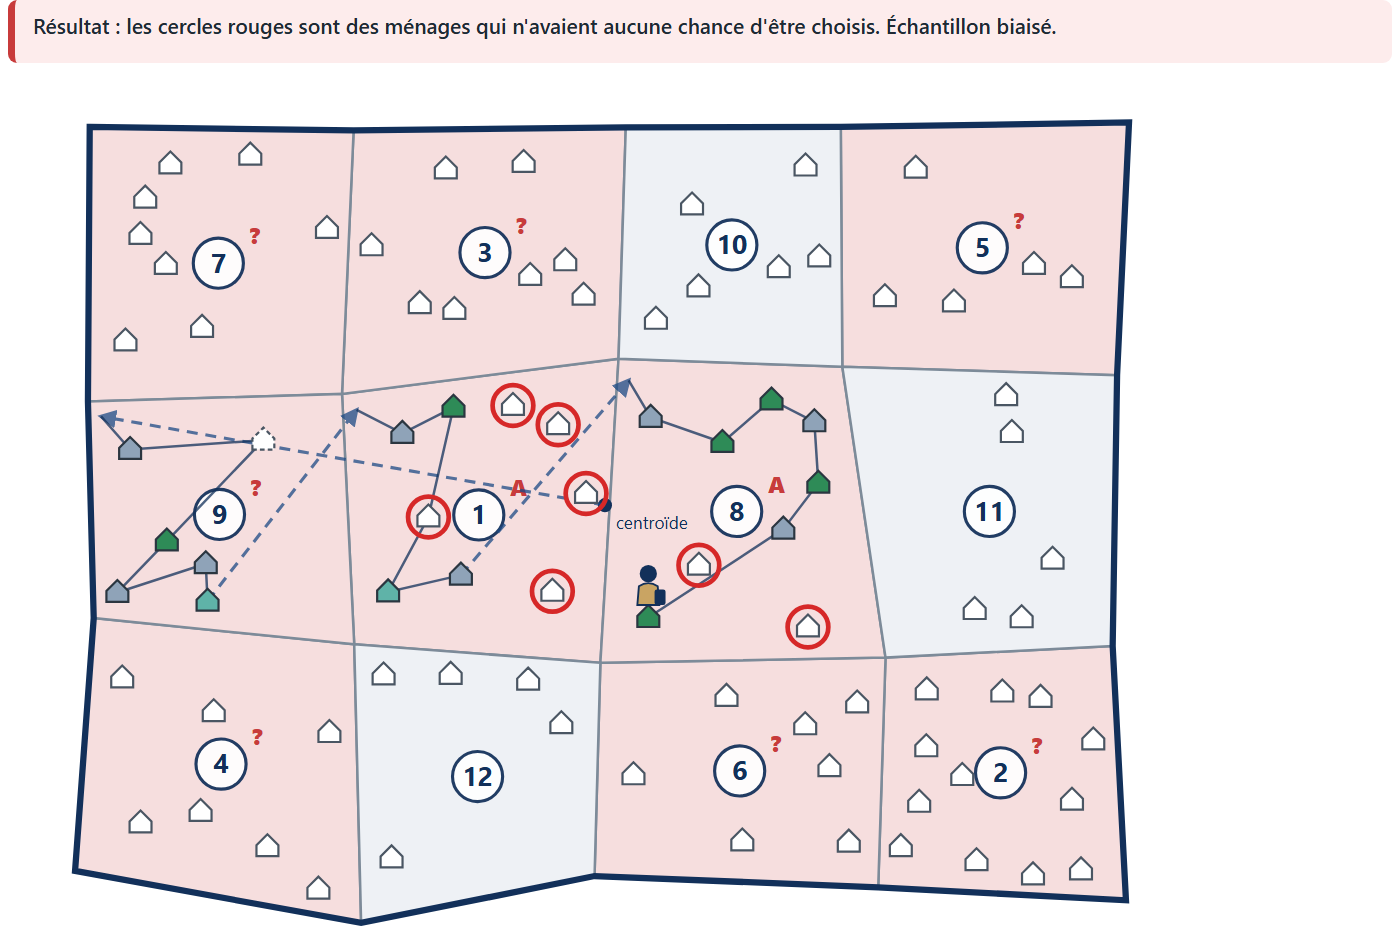 Résultat : les cercles rouges sont des ménages qui n'avaient aucune chance d'être choisis. Échantillon biaisé.
7 ?
3 ?
10
5 ?
9 ?
1 A
centroïde
8 A
11
4 ?
12
6 ?
2 ?